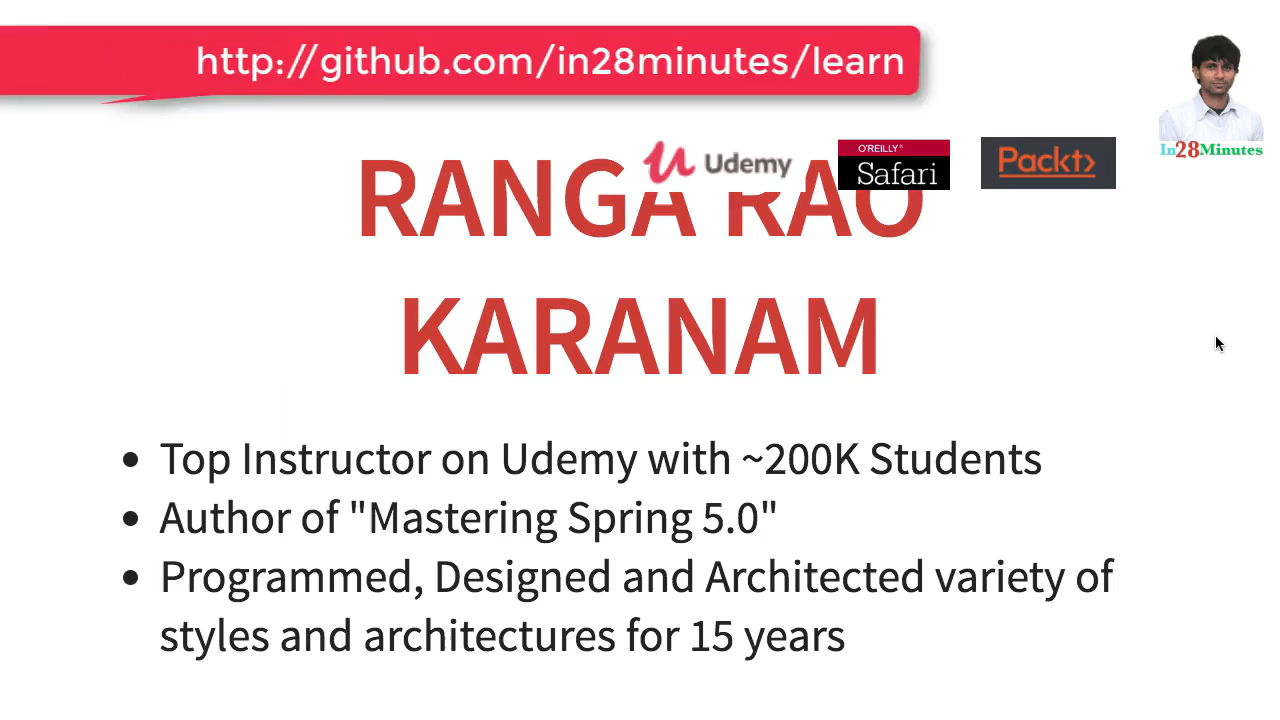 http://github.com/in28minutes/learn
In28Minutes
Udemy
O'REILLY®
Safari
Packt>
RANGA RAO
KARANAM
• Top Instructor on Udemy with ~200K Students
• Author of "Mastering Spring 5.0"
• Programmed, Designed and Architected variety of
styles and architectures for 15 years